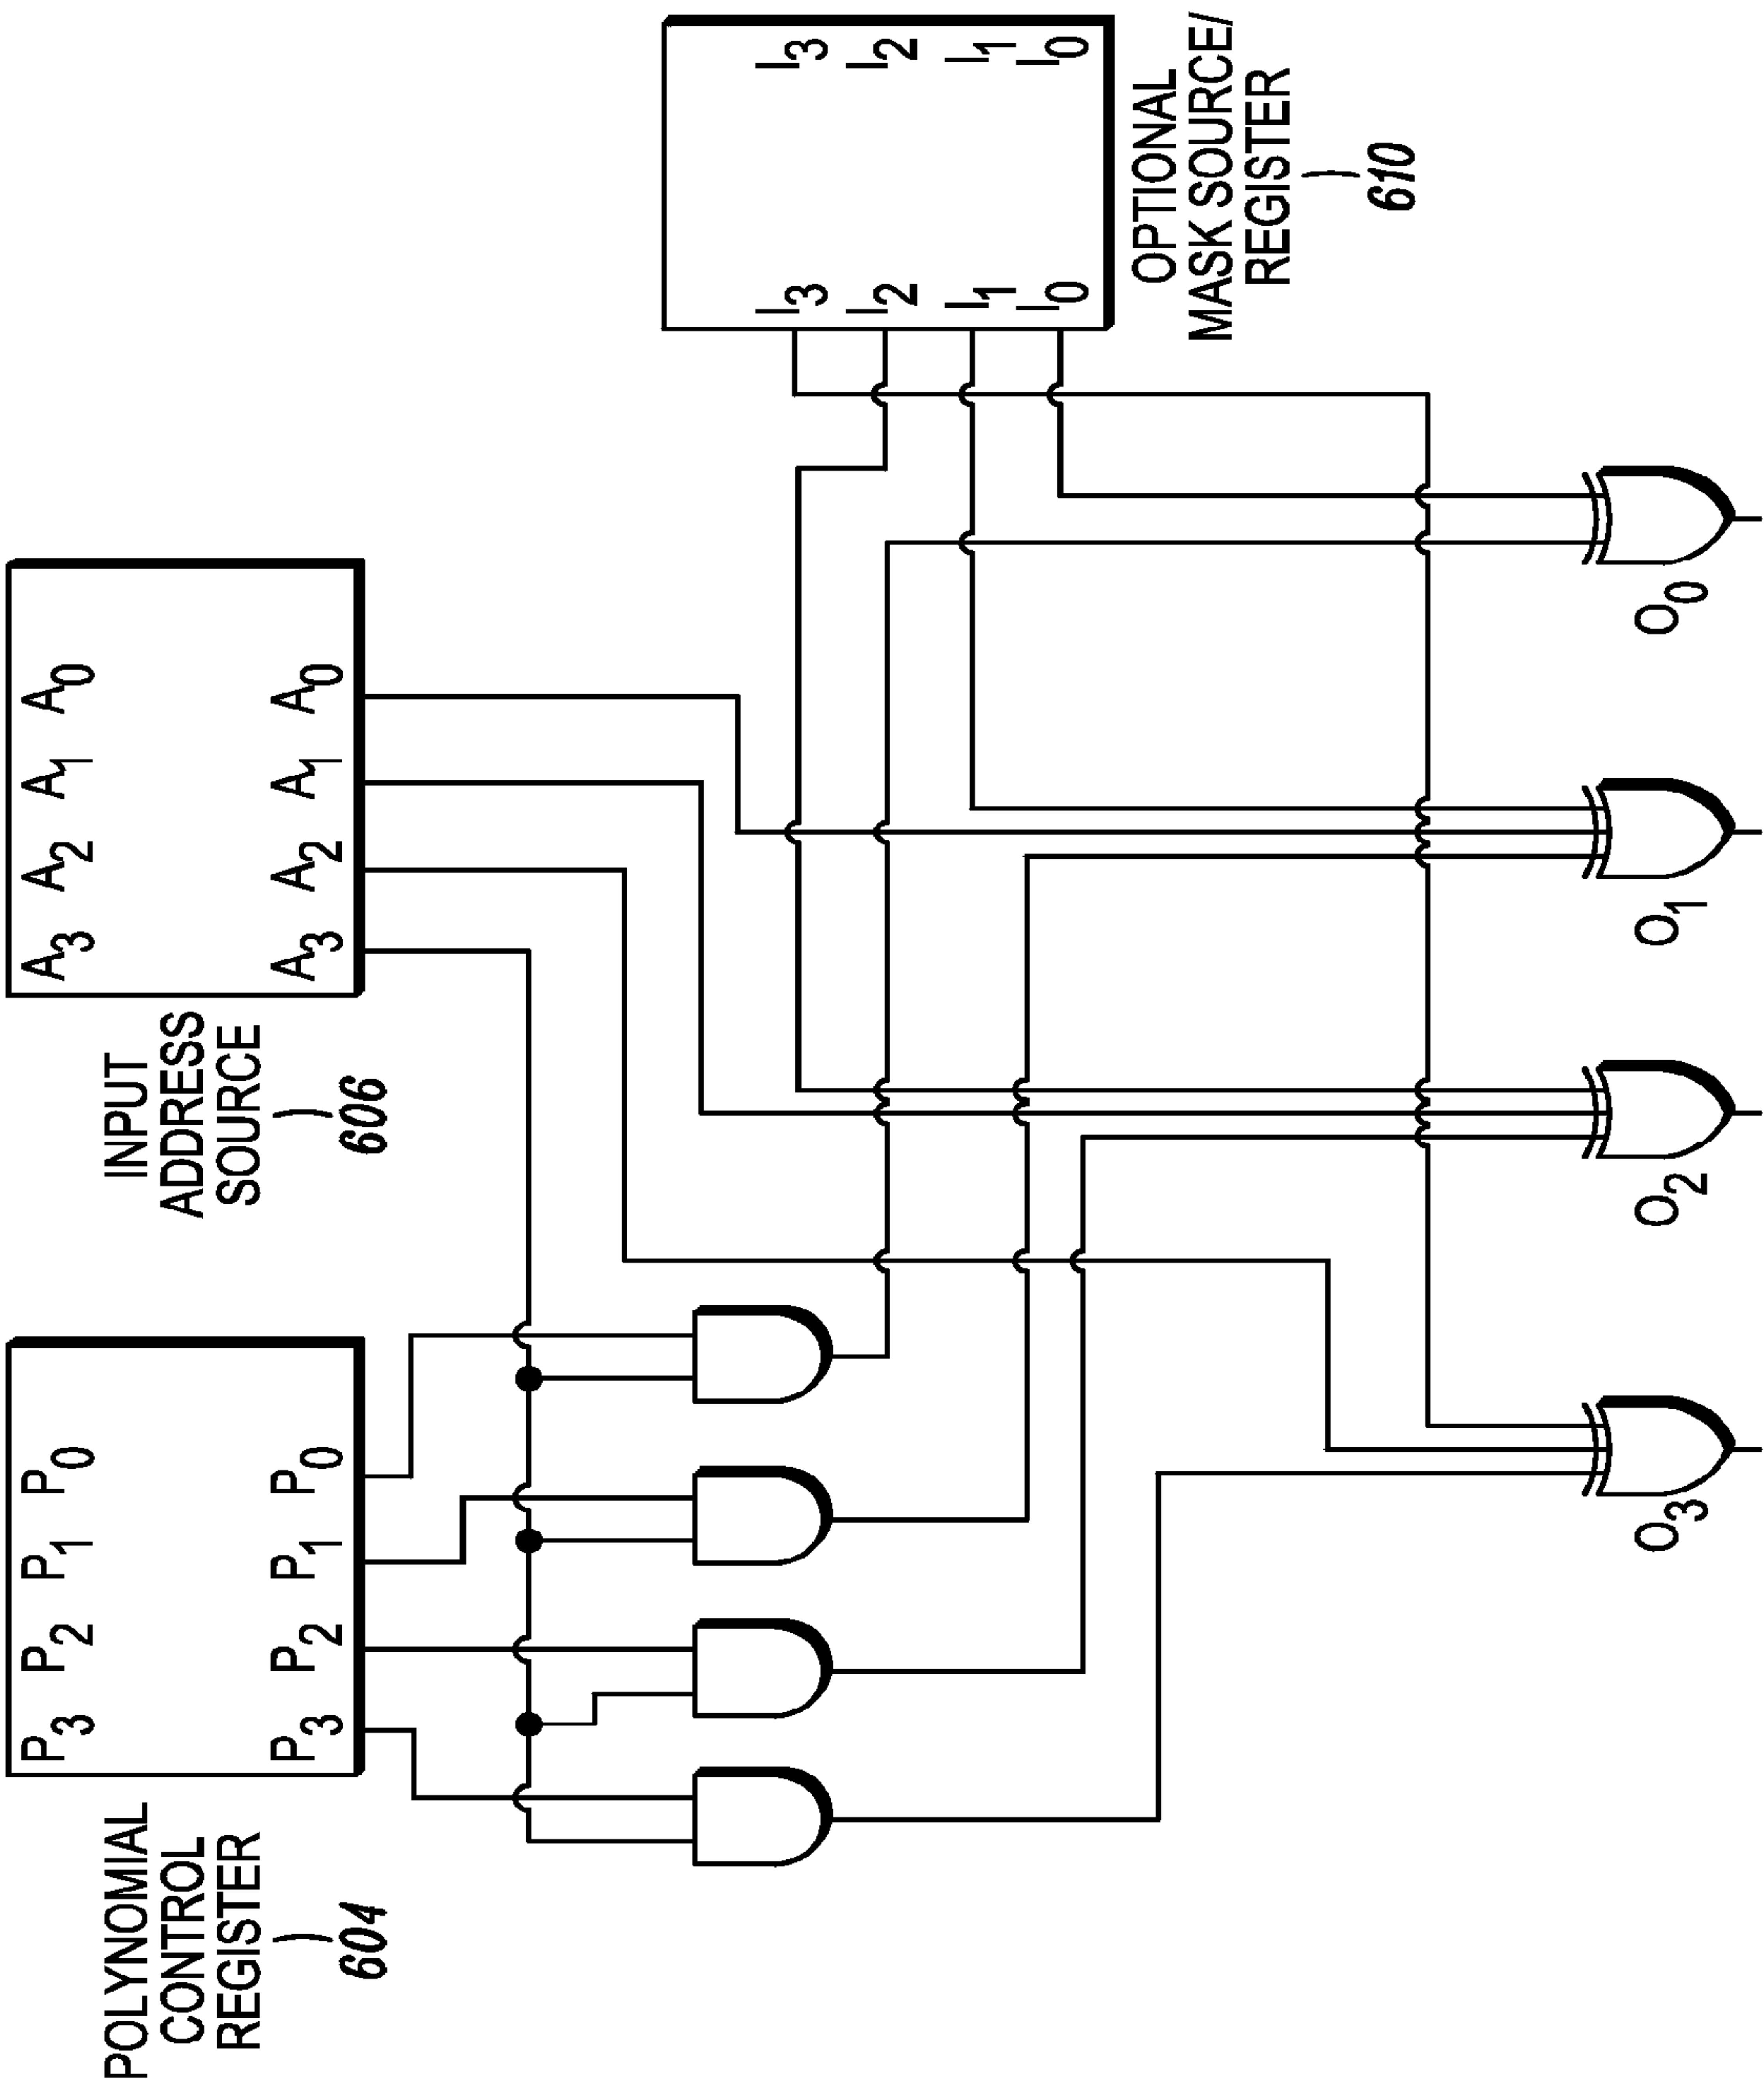 POLYNOMIAL
CONTROL
REGISTER
604
P3 P2 P1 P0
P3 P2 P1 P0
INPUT
ADDRESS
SOURCE
606
A3 A2 A1 A0
A3 A2 A1 A0
I3 I3
I2 I2
I1 I1
I0 I0
OPTIONAL
MASK SOURCE/
REGISTER
610
O3
O2
O1
O0